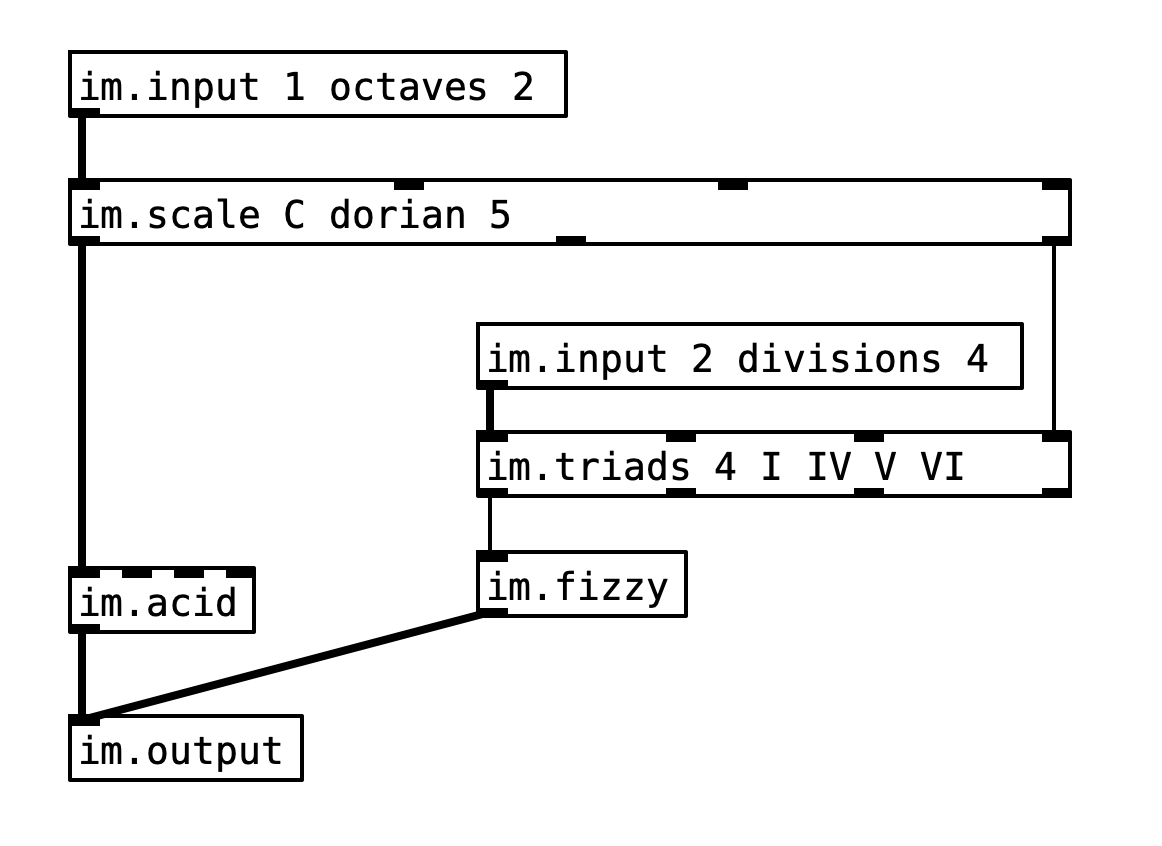 im.input 1 octaves 2
im.scale C dorian 5
im.input 2 divisions 4
im.triads 4 I IV V VI
im.fizzy
im.acid
im.output